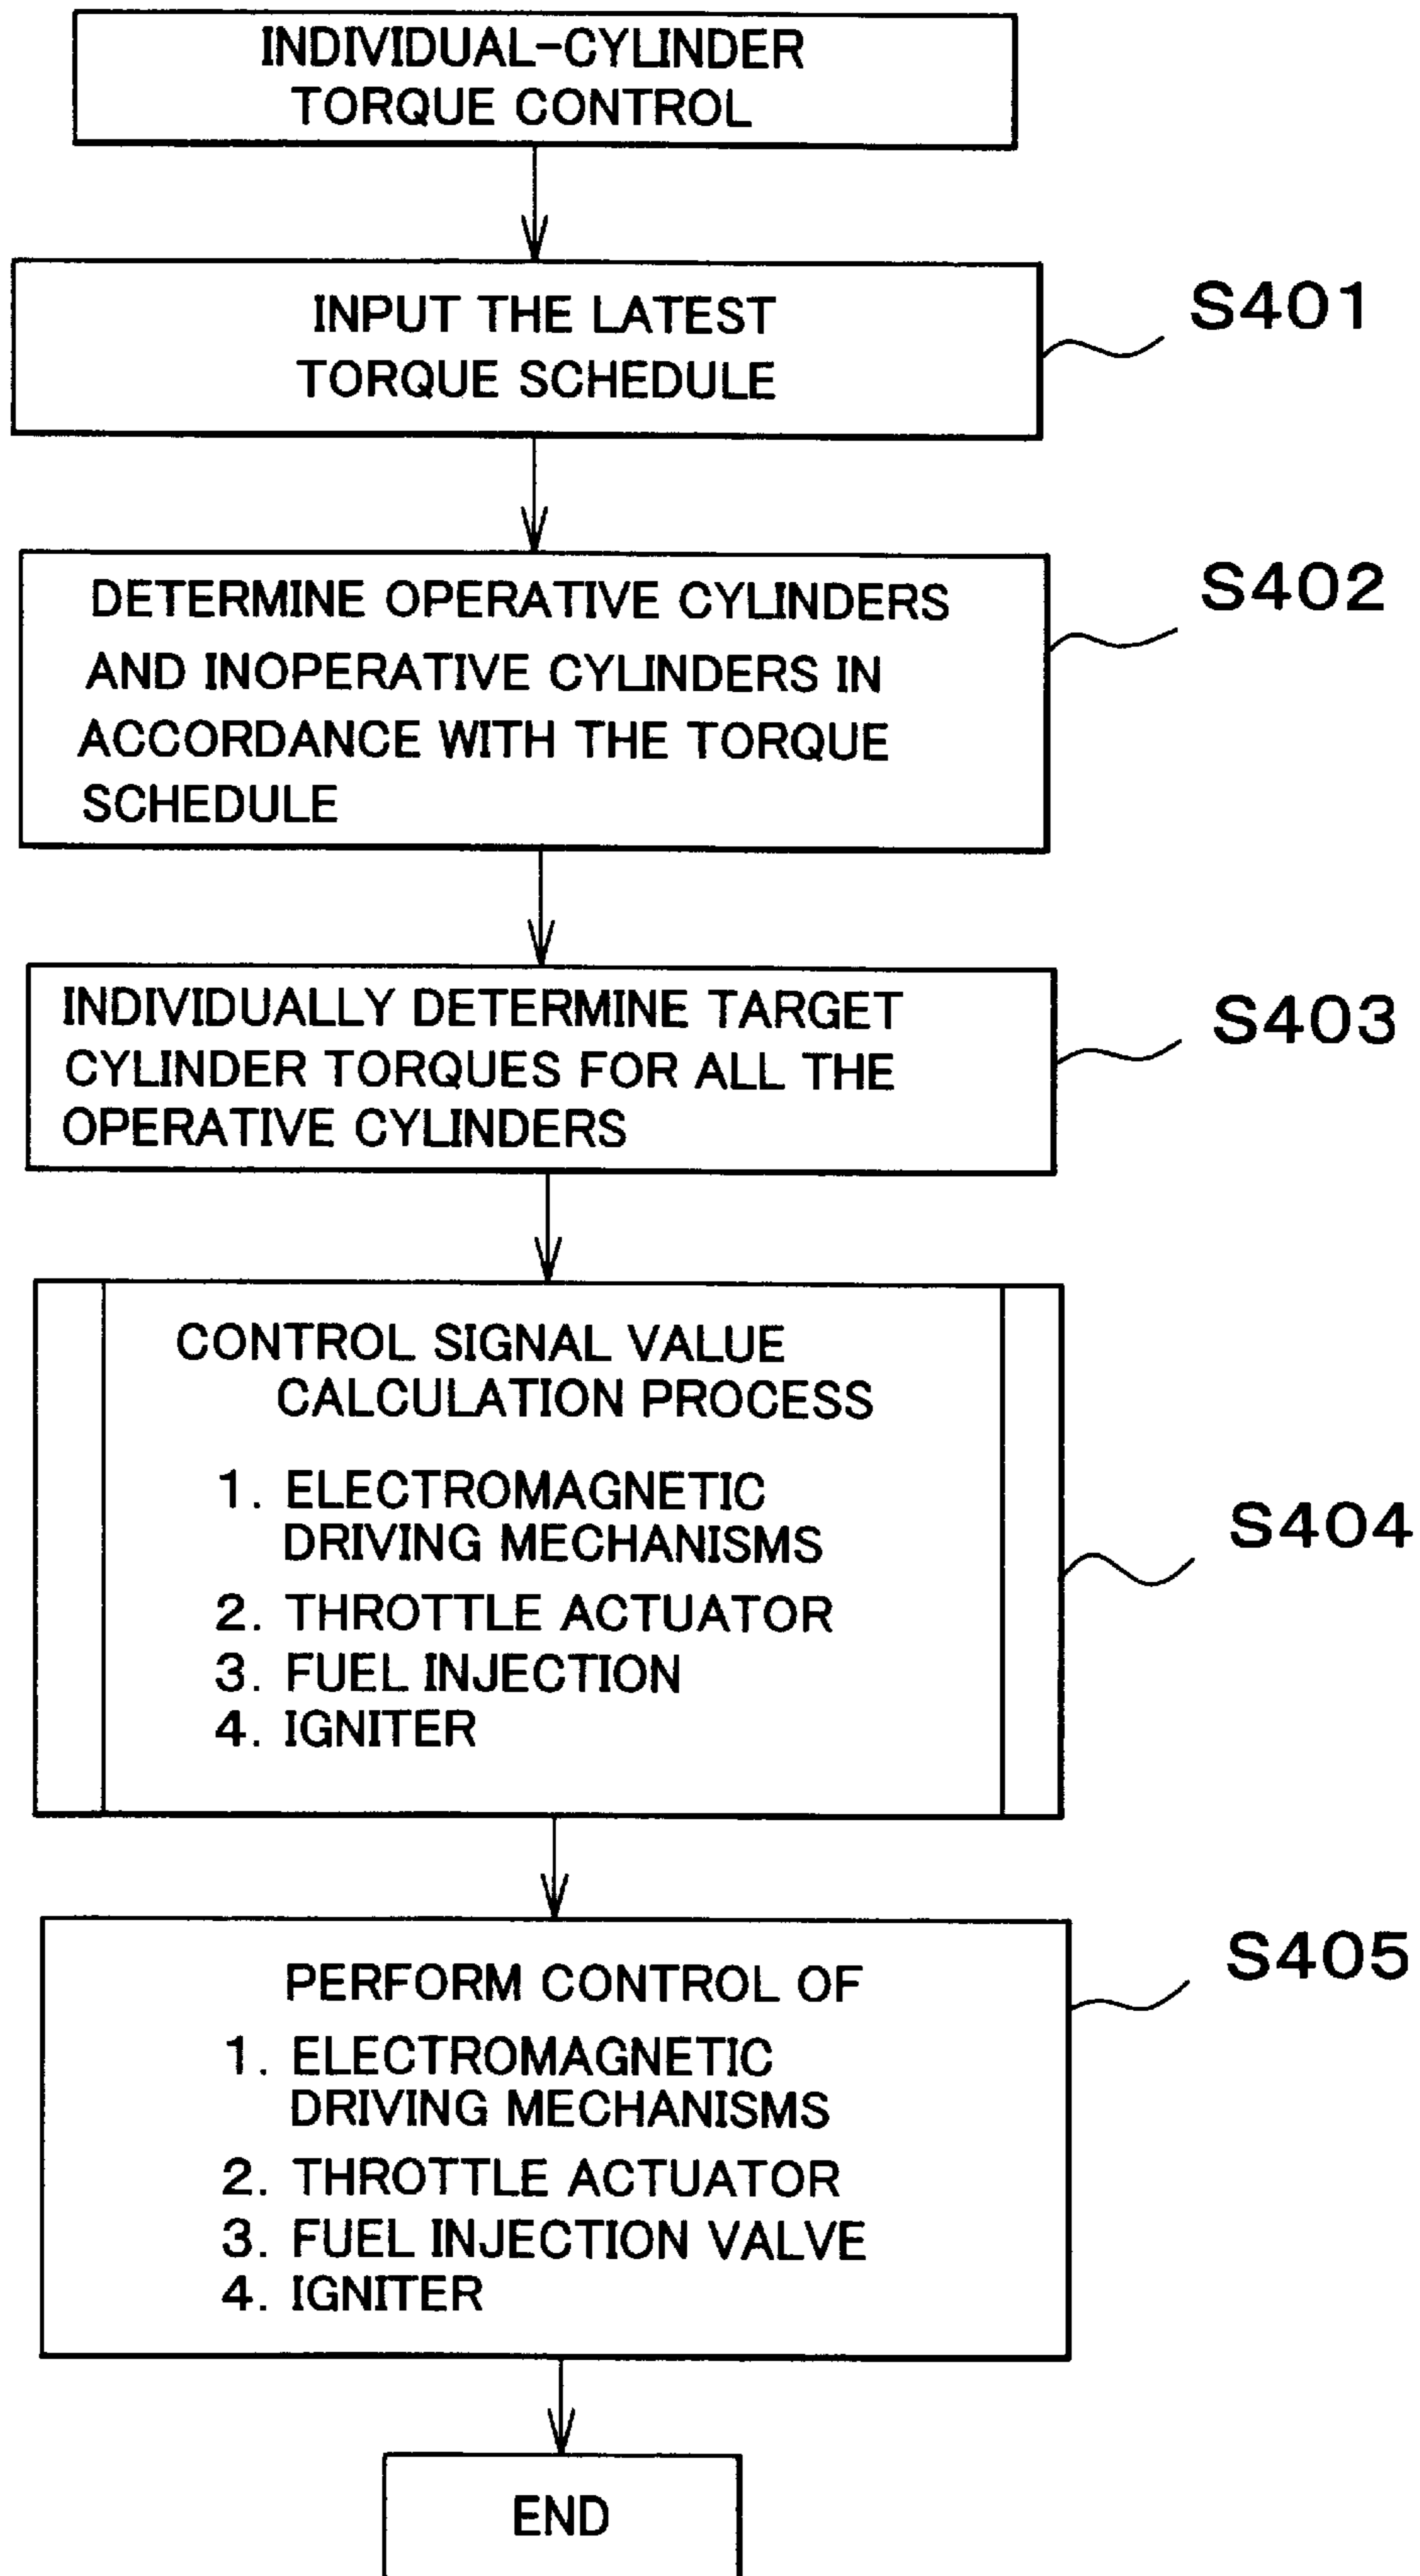 INDIVIDUAL-CYLINDER
TORQUE CONTROL
INPUT THE LATEST
TORQUE SCHEDULE
S401
DETERMINE OPERATIVE CYLINDERS
AND INOPERATIVE CYLINDERS IN
ACCORDANCE WITH THE TORQUE
SCHEDULE
S402
INDIVIDUALLY DETERMINE TARGET
CYLINDER TORQUES FOR ALL THE
OPERATIVE CYLINDERS
S403
CONTROL SIGNAL VALUE
CALCULATION PROCESS
1. ELECTROMAGNETIC
DRIVING MECHANISMS
2. THROTTLE ACTUATOR
3. FUEL INJECTION
4. IGNITER
S404
PERFORM CONTROL OF
1. ELECTROMAGNETIC
DRIVING MECHANISMS
2. THROTTLE ACTUATOR
3. FUEL INJECTION VALVE
4. IGNITER
S405
END